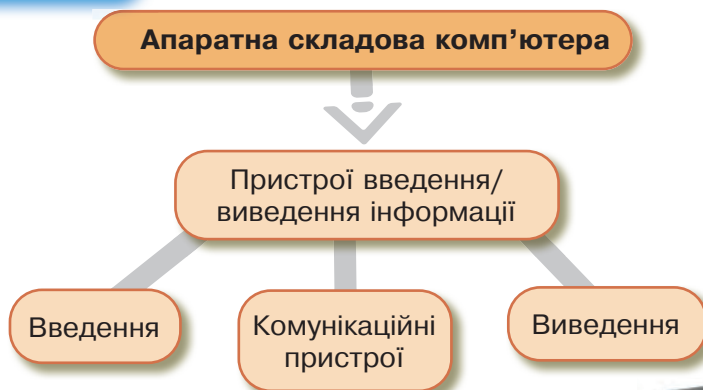 Апаратна складова комп’ютера
Пристрої введення/
виведення інформації
Введення
Комунікаційні
пристрої
Виведення